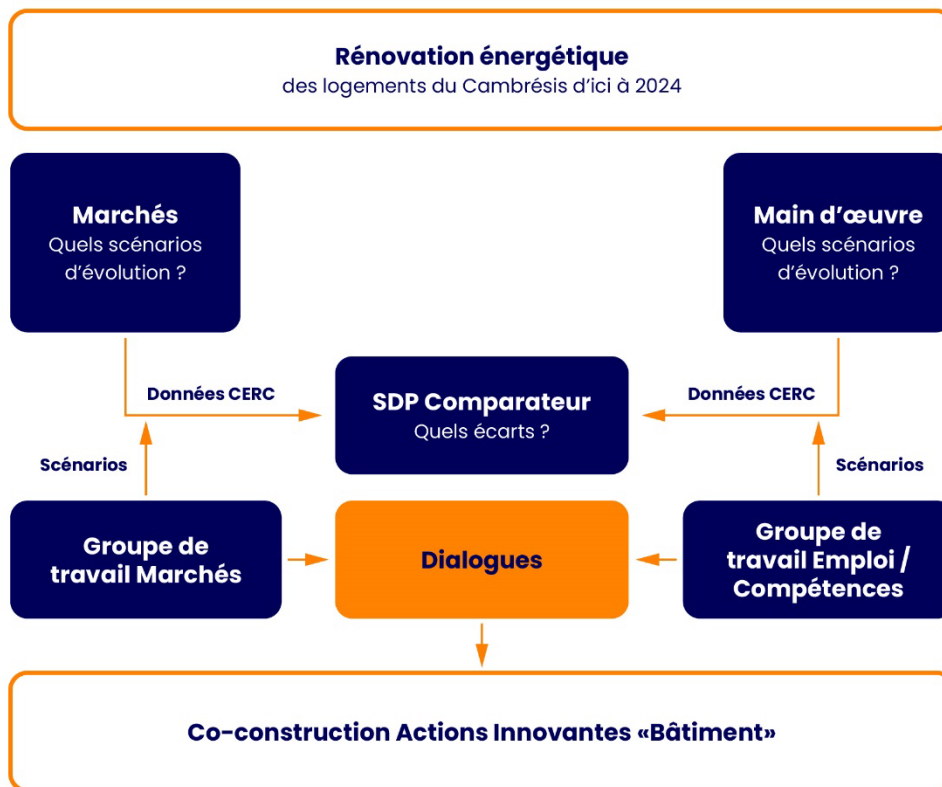 Rénovation énergétique
des logements du Cambrésis d’ici à 2024
Marchés
Quels scénarios
d’évolution ?
Main d’œuvre
Quels scénarios
d’évolution ?
Données CERC
SDP Comparateur
Quels écarts ?
Données CERC
Scénarios
Scénarios
Groupe de
travail Marchés
Dialogues
Groupe de
travail Emploi /
Compétences
Co-construction Actions Innovantes «Bâtiment»